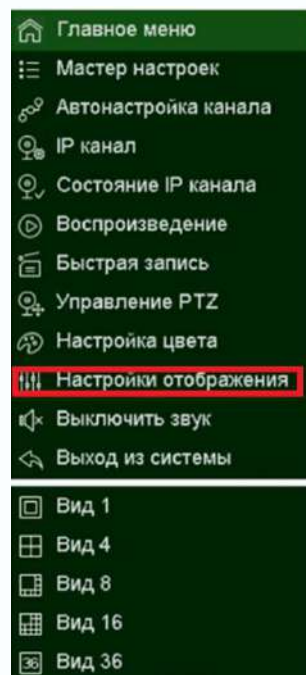 Главное меню
Мастер настроек
Автонастройка канала
IP канал
Состояние IP канала
Воспроизведение
Быстрая запись
Управление PTZ
Настройка цвета
Настройки отображения
Выключить звук
Выход из системы
Вид 1
Вид 4
Вид 8
Вид 16
36 Вид 36